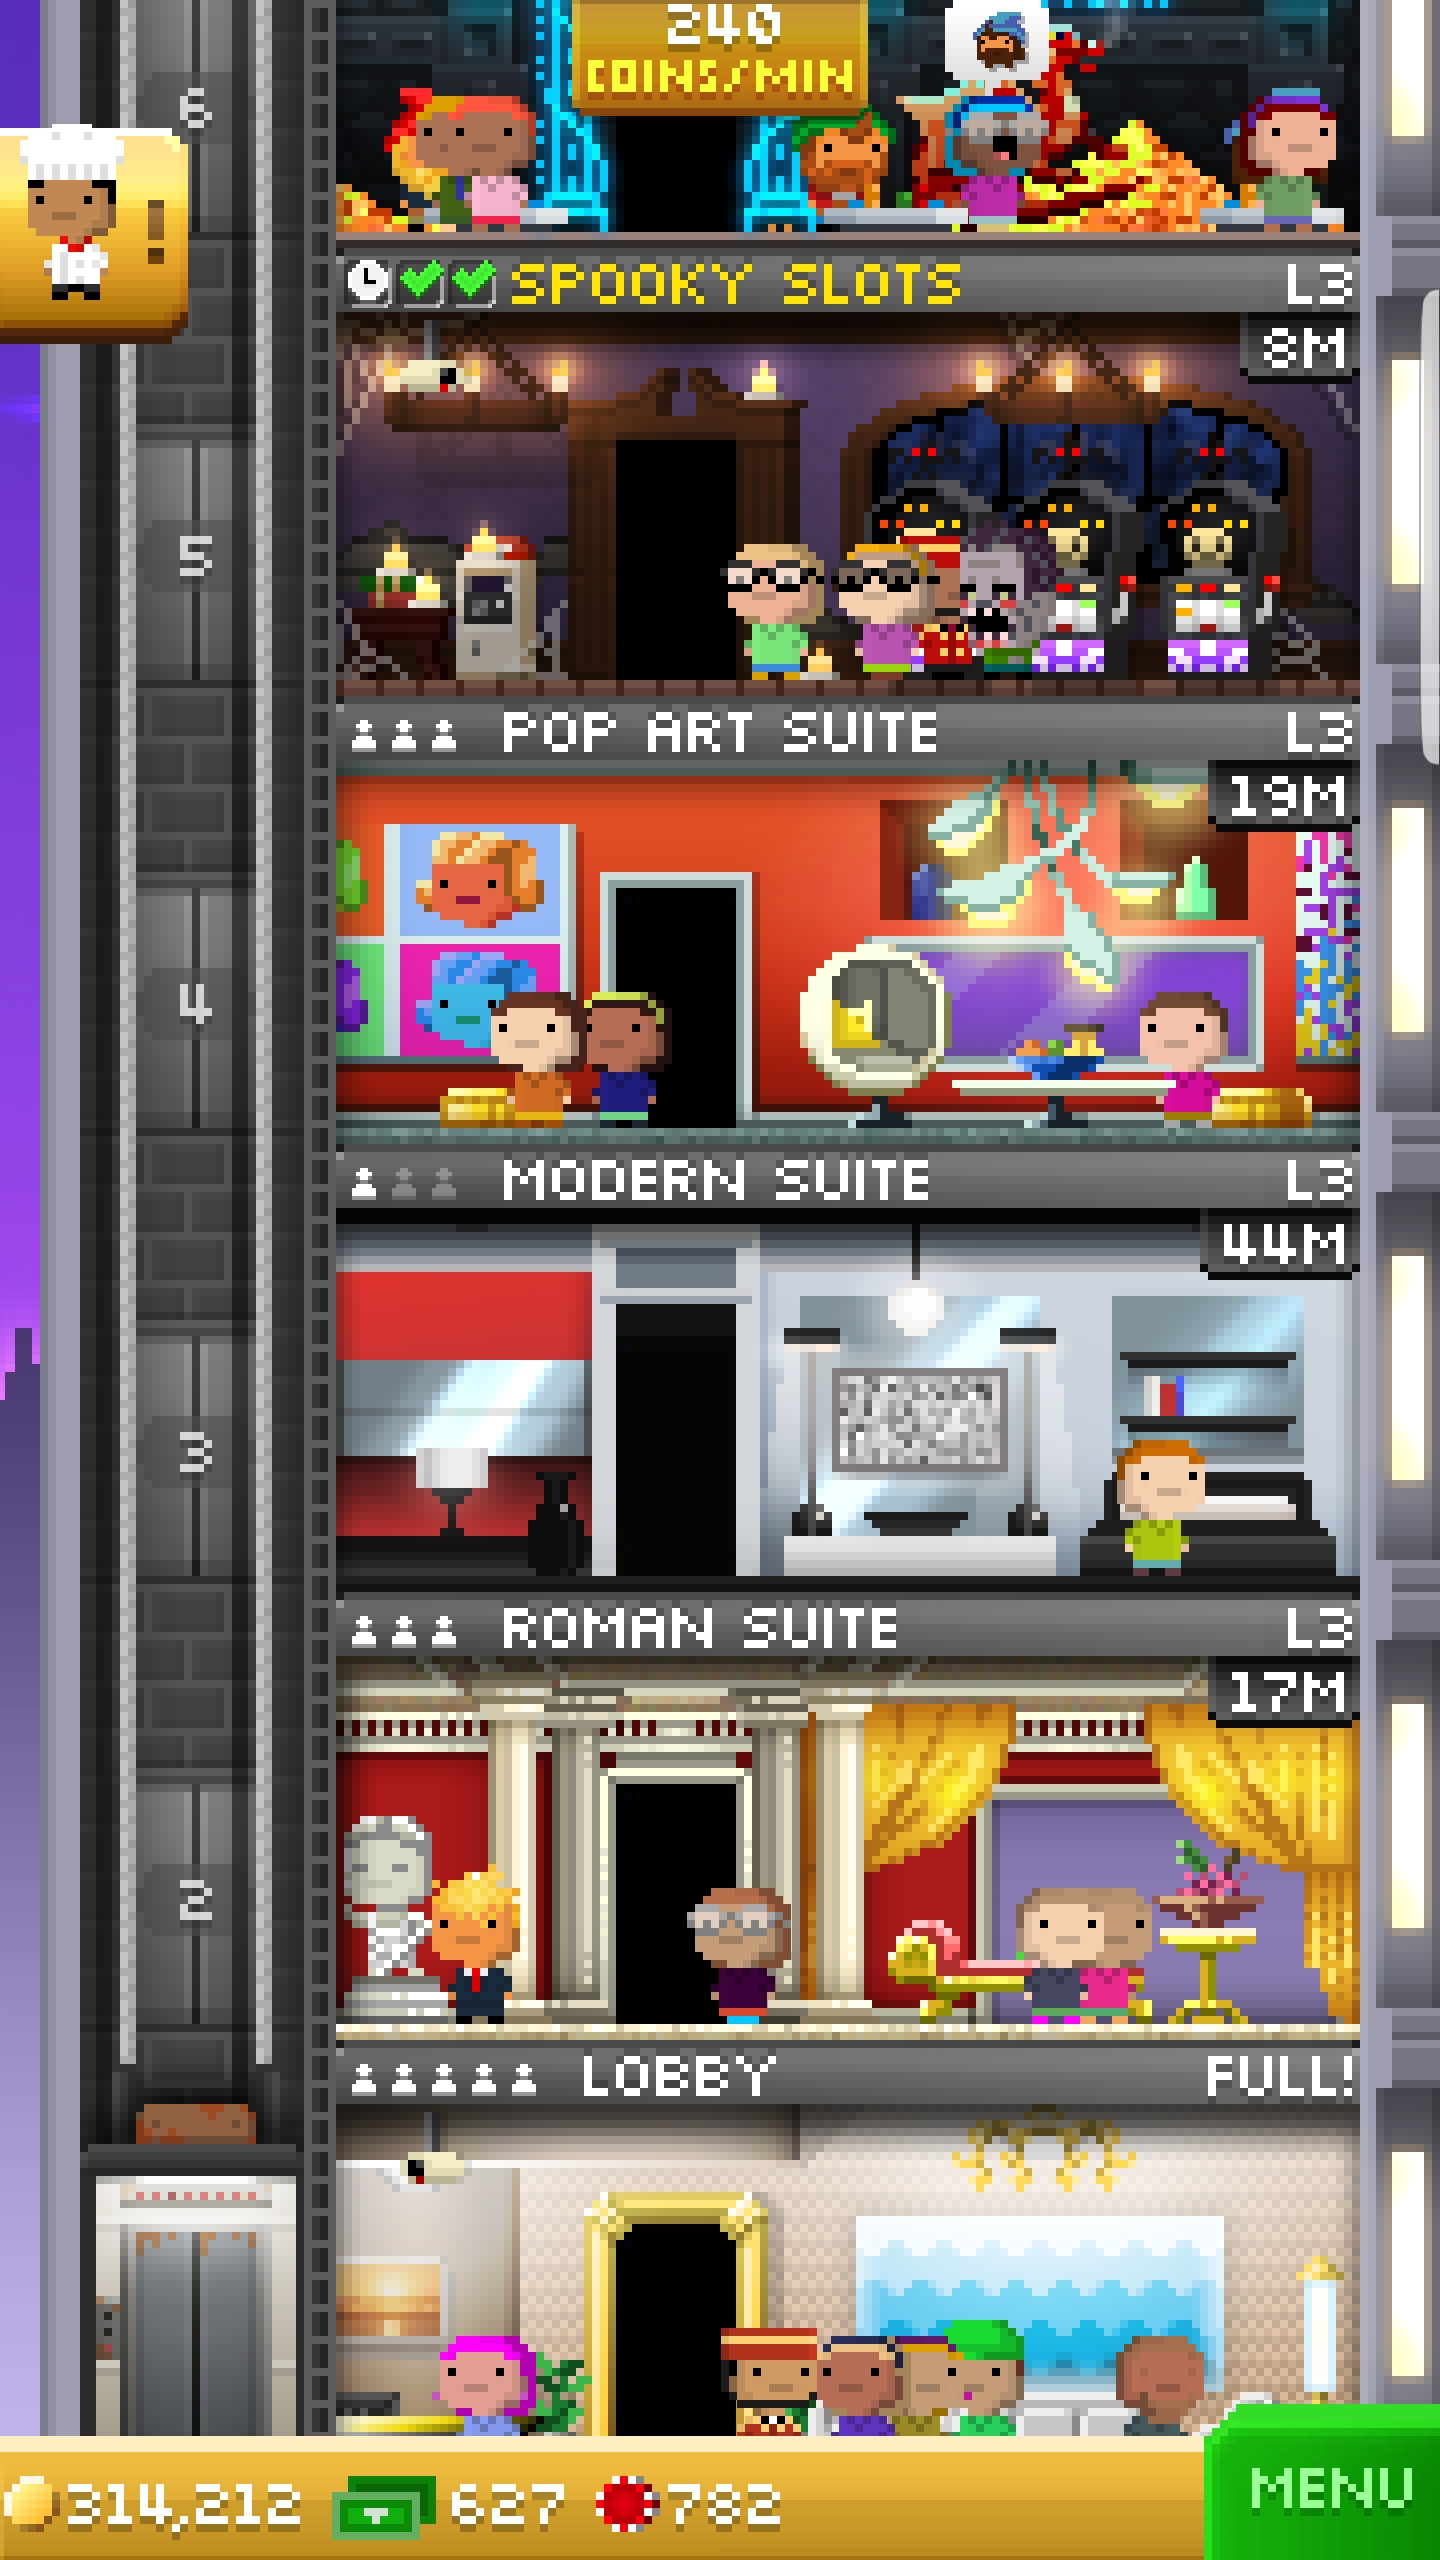 240
COINS/MIN
6
!
SPOOKY SLOTS L3
8M
5
POP ART SUITE L3
19M
4
MODERN SUITE L3
44M
3
ROMAN SUITE L3
17M
2
LOBBY FULL!
314,212 627 782 MENU